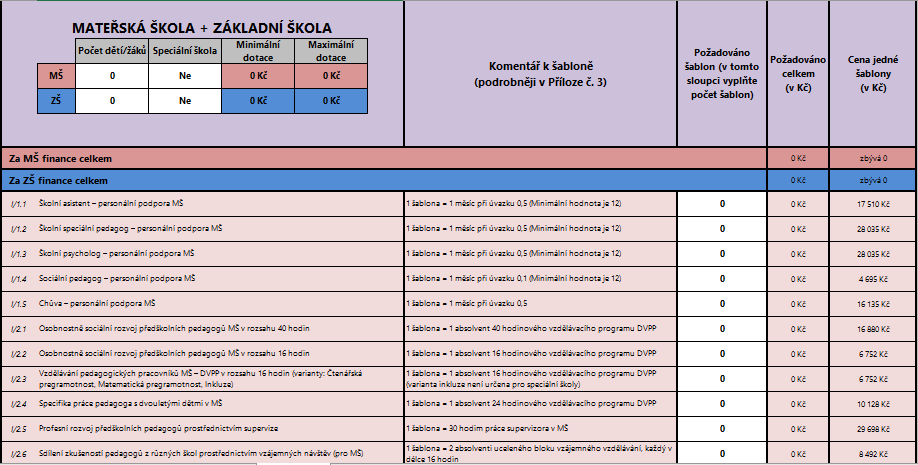 MATEŘSKÁ ŠKOLA + ZÁKLADNÍ ŠKOLA
Počet dětí/žáků Speciální škola Minimální dotace Maximální dotace
MŠ 0 Ne 0 Kč 0 Kč
ZŠ 0 Ne 0 Kč 0 Kč
Komentář k šabloně
(podrobněji v Příloze č. 3)
Požadováno
šablon (v tomto
sloupci vyplňte
počet šablon)
Požadováno
celkem
(v Kč)
Cena jedné
šablony
(v Kč)
Za MŠ finance celkem 0 Kč zbývá 0
Za ZŠ finance celkem 0 Kč zbývá 0
I/1.1 Školní asistent – personální podpora MŠ 1 šablona = 1 měsíc při úvazku 0,5 (Minimální hodnota je 12) 0 0 Kč 17 510 Kč
I/1.2 Školní speciální pedagog – personální podpora MŠ 1 šablona = 1 měsíc při úvazku 0,5 (Minimální hodnota je 12) 0 0 Kč 28 035 Kč
I/1.3 Školní psycholog – personální podpora MŠ 1 šablona = 1 měsíc při úvazku 0,5 (Minimální hodnota je 12) 0 0 Kč 28 035 Kč
I/1.4 Sociální pedagog – personální podpora MŠ 1 šablona = 1 měsíc při úvazku 0,1 (Minimální hodnota je 12) 0 0 Kč 4 695 Kč
I/1.5 Chůva – personální podpora MŠ 1 šablona = 1 měsíc při úvazku 0,5 0 0 Kč 16 135 Kč
I/2.1 Osobnostně sociální rozvoj předškolních pedagogů MŠ v rozsahu 40 hodin 1 šablona = 1 absolvent 40 hodinového vzdělávacího programu DVPP 0 0 Kč 16 880 Kč
I/2.2 Osobnostně sociální rozvoj předškolních pedagogů MŠ v rozsahu 16 hodin 1 šablona = 1 absolvent 16 hodinového vzdělávacího programu DVPP 0 0 Kč 6 752 Kč
I/2.3 Vzdělávání pedagogických pracovníků MŠ – DVPP v rozsahu 16 hodin (varianty: Čtenářská
pregramotnost, Matematická pregramotnost, Inkluze) 1 šablona = 1 absolvent 16 hodinového vzdělávacího programu DVPP
(varianta inkluze není určena pro speciální školy) 0 0 Kč 6 752 Kč
I/2.4 Specifika práce pedagoga s dvouletými dětmi v MŠ 1 šablona = 1 absolvent 24 hodinového vzdělávacího programu DVPP 0 0 Kč 10 128 Kč
I/2.5 Profesní rozvoj předškolních pedagogů prostřednictvím supervize 1 šablona = 30 hodim práce supervizora v MŠ 0 0 Kč 29 698 Kč
I/2.6 Sdílení zkušeností pedagogů z různých škol prostřednictvím vzájemných návštěv (pro MŠ) 1 šablona = 2 absolventi uceleného bloku vzájemného vzdělávání, každý v
délce 16 hodin 0 0 Kč 8 492 Kč